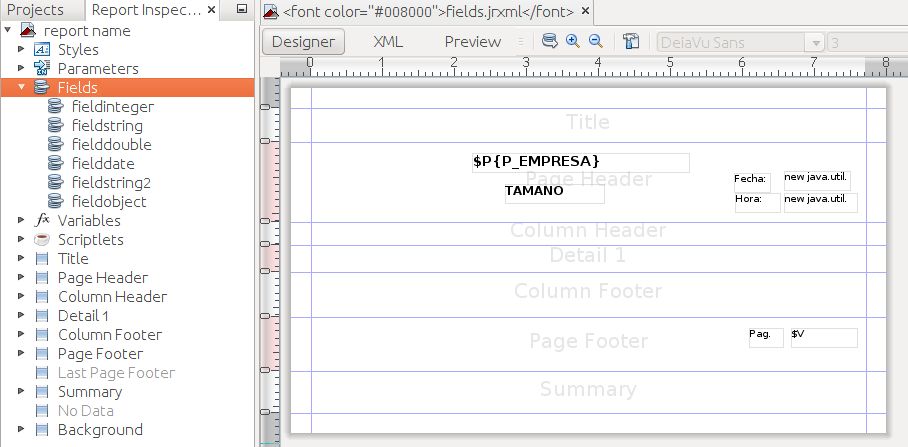 Projects
Report Inspec... ×
report name
Styles
Parameters
Fields
fieldinteger
fieldstring
fielddouble
fielddate
fieldstring2
fieldobject
fx Variables
Scriptlets
Title
Page Header
Column Header
Detail 1
Column Footer
Page Footer
Last Page Footer
Summary
No Data
Background
<font color="#008000">fields.jrxml</font> ×
Designer XML Preview DejaVu Sans 3
0 1 2 3 4 5 6 7 8
Title
$P{P_EMPRESA}
Page Header
Fecha: new java.util.
TAMANO
Hora: new java.util.
Column Header
Detail 1
Column Footer
Page Footer
Pag. $V
Summary